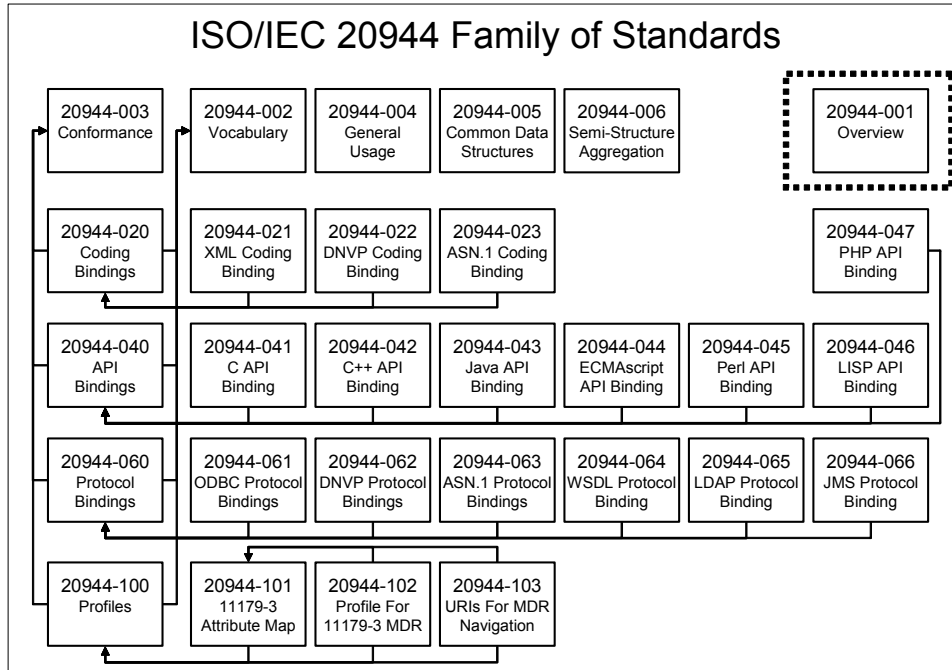 ISO/IEC 20944 Family of Standards
20944-003
Conformance
20944-002
Vocabulary
20944-004
General
Usage
20944-005
Common Data
Structures
20944-006
Semi-Structure
Aggregation
20944-001
Overview
20944-020
Coding
Bindings
20944-021
XML Coding
Binding
20944-022
DNVP Coding
Binding
20944-023
ASN.1 Coding
Binding
20944-047
PHP API
Binding
20944-040
API
Bindings
20944-041
C API
Binding
20944-042
C++ API
Binding
20944-043
Java API
Binding
20944-044
ECMAscript
API Binding
20944-045
Perl API
Binding
20944-046
LISP API
Binding
20944-060
Protocol
Bindings
20944-061
ODBC Protocol
Bindings
20944-062
DNVP Protocol
Bindings
20944-063
ASN.1 Protocol
Bindings
20944-064
WSDL Protocol
Binding
20944-065
LDAP Protocol
Binding
20944-066
JMS Protocol
Binding
20944-100
Profiles
20944-101
11179-3
Attribute Map
20944-102
Profile For
11179-3 MDR
20944-103
URIs For MDR
Navigation